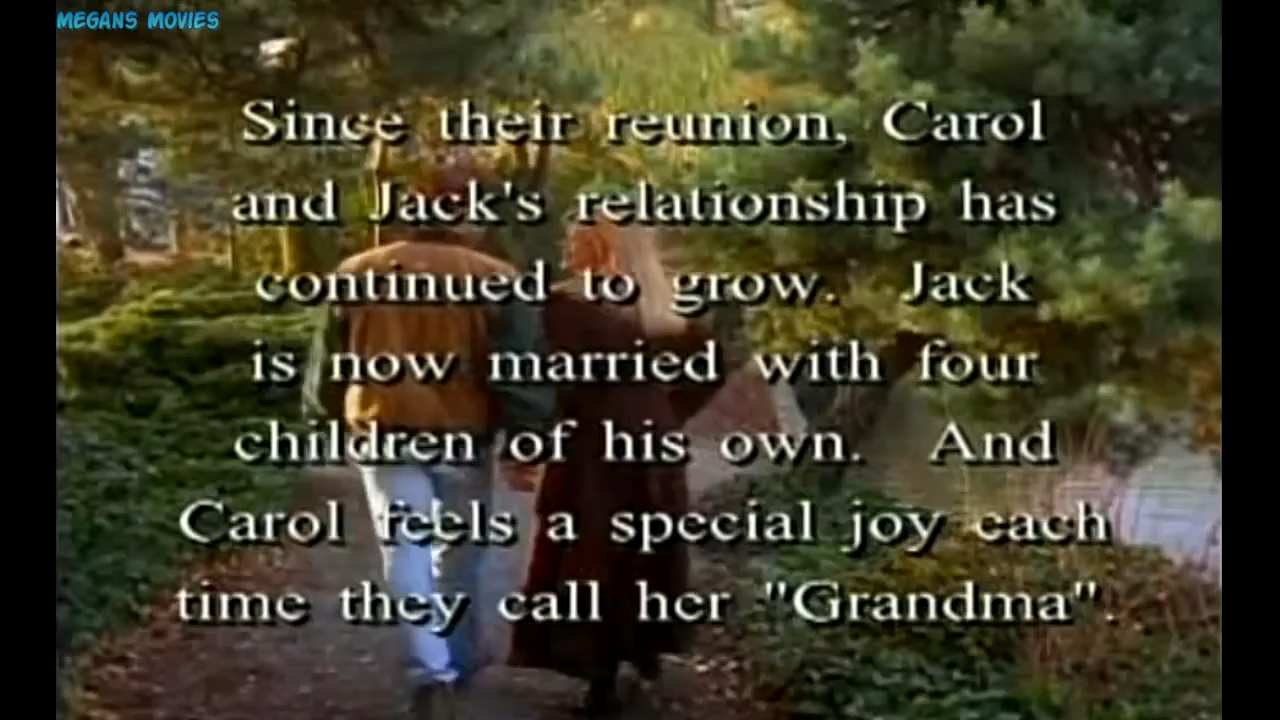 MEGANS MOVIES
Since their reunion, Carol
and Jack's relationship has
continued to grow. Jack
is now married with four
children of his own. And
Carol feels a special joy each
time they call her "Grandma".